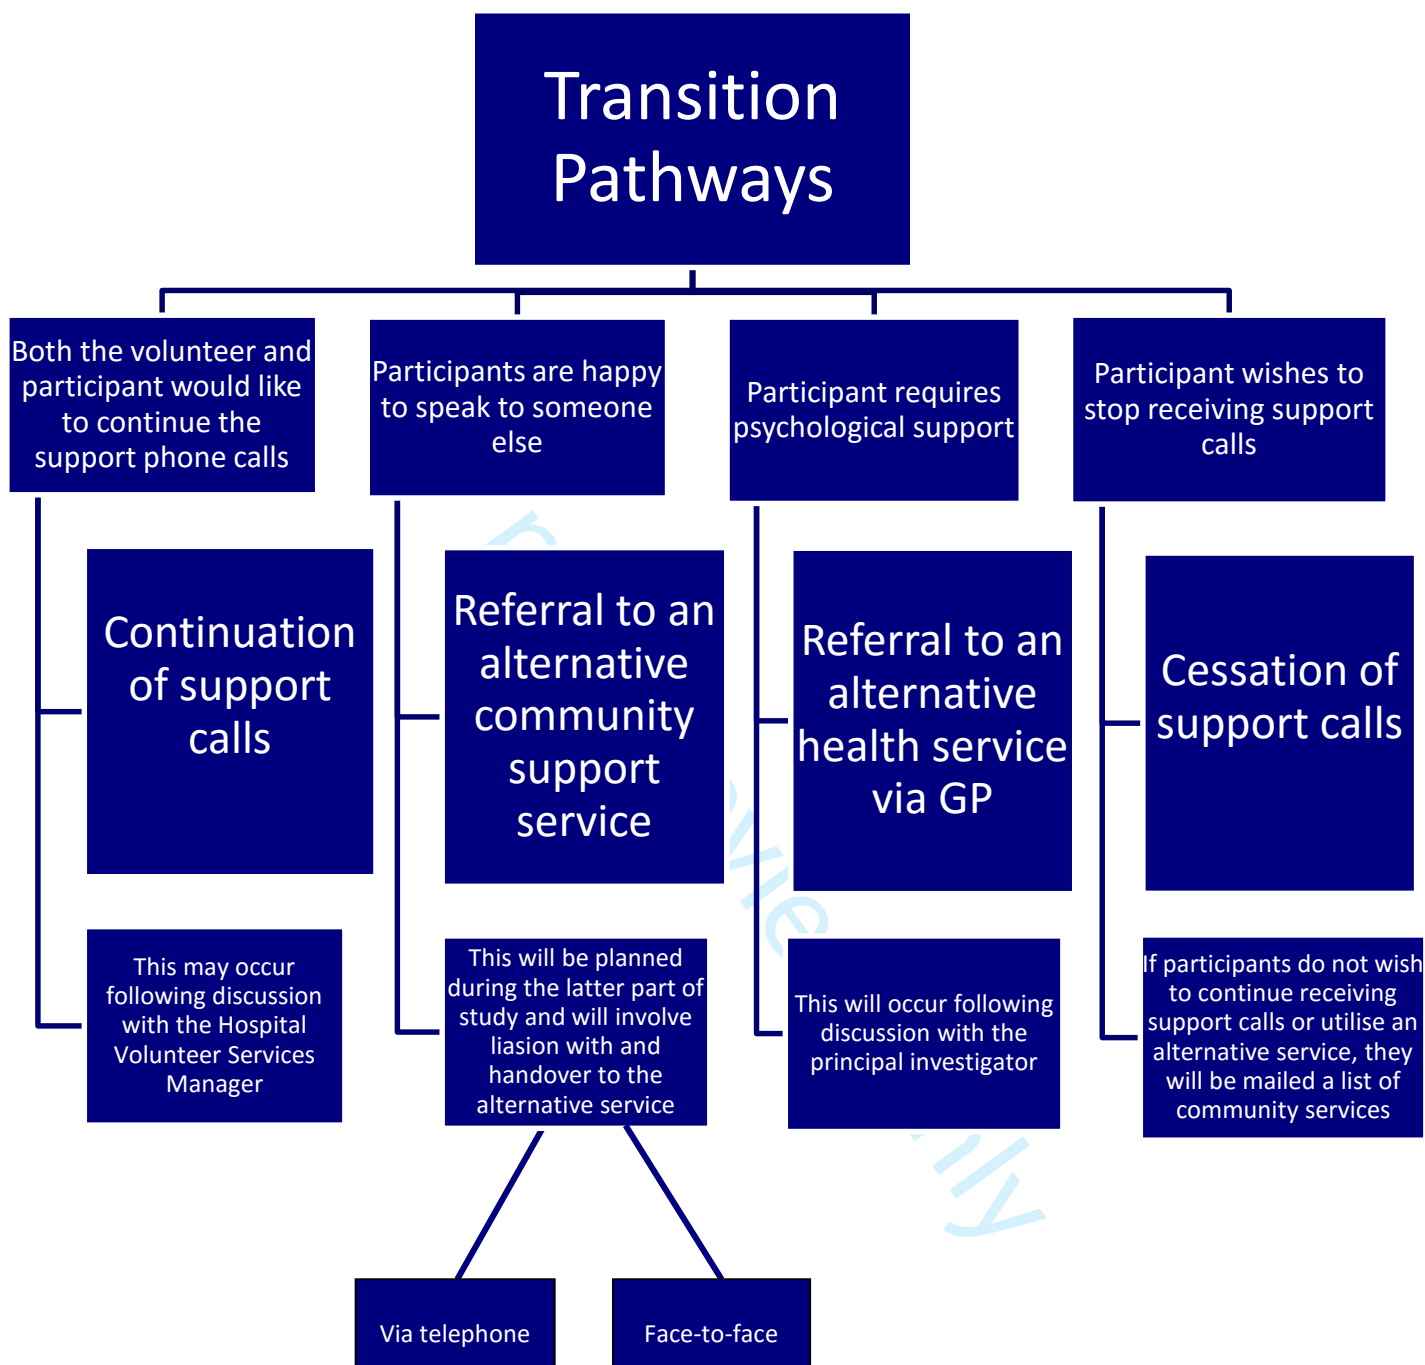 Transition
Pathways
Both the volunteer and
participant would like
to continue the
support phone calls
Participants are happy
to speak to someone
else
Participant requires
psychological support
Participant wishes to
stop receiving support
calls
Continuation
of support
calls
Referral to an
alternative
community
support
service
Referral to an
alternative
health service
via GP
Cessation of
support calls
This may occur
following discussion
with the Hospital
Volunteer Services
Manager
This will be planned
during the latter part of
study and will involve
liasion with and
handover to the
alternative service
This will occur following
discussion with the
principal investigator
If participants do not wish
to continue receiving
support calls or utilise an
alternative service, they
will be mailed a list of
community services
Via telephone
Face-to-face